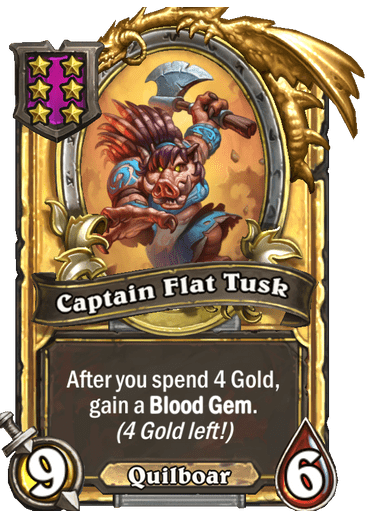 Captain Flat Tusk
After you spend 4 Gold,
gain a Blood Gem.
(4 Gold left!)
9
Quilboar
6